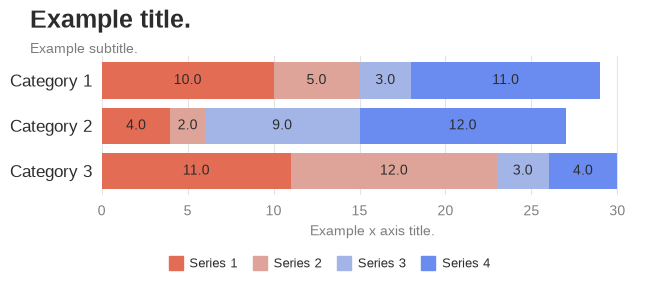 Example title.
Example subtitle.
Category 1 10.0 5.0 3.0 11.0
Category 2 4.0 2.0 9.0 12.0
Category 3 11.0 12.0 3.0 4.0
0 5 10 15 20 25 30
Example x axis title.
Series 1 Series 2 Series 3 Series 4